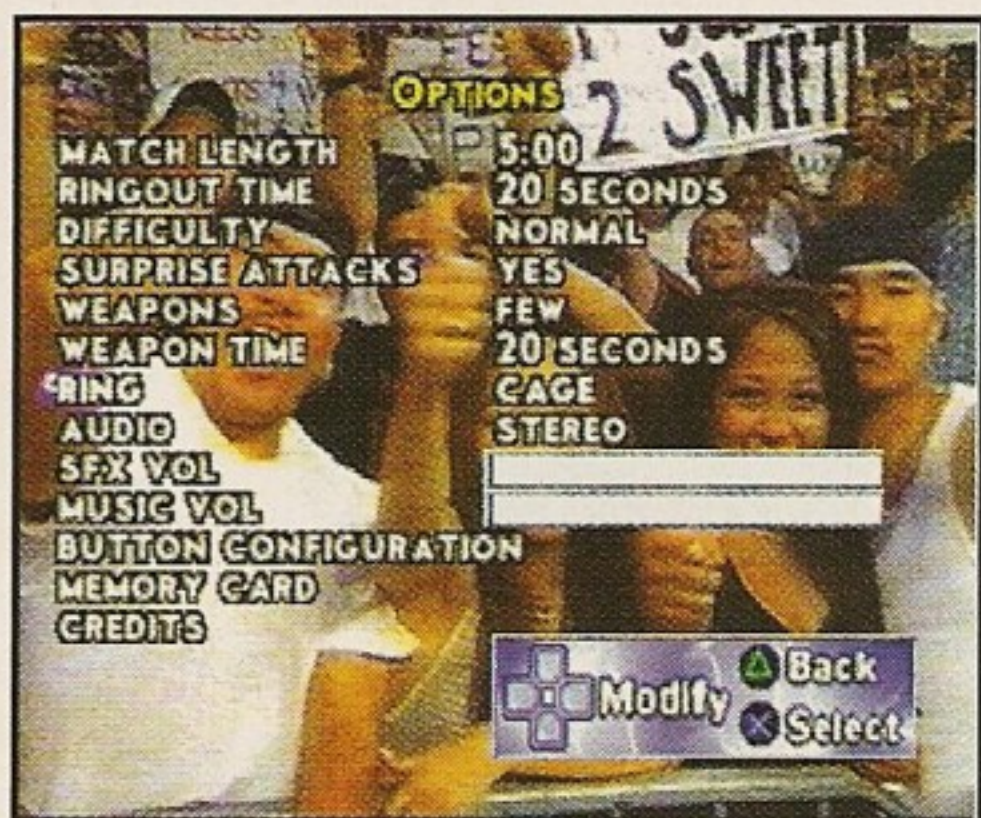 OPTIONS
2 SWEET!
MATCH LENGTH 5:00
RINGOUT TIME 20 SECONDS
DIFFICULTY NORMAL
SURPRISE ATTACKS YES
WEAPONS FEW
WEAPON TIME 20 SECONDS
RING CAGE
AUDIO STEREO
SFX VOL
MUSIC VOL
BUTTON CONFIGURATION
MEMORY CARD
CREDITS
Modify
Back
Select